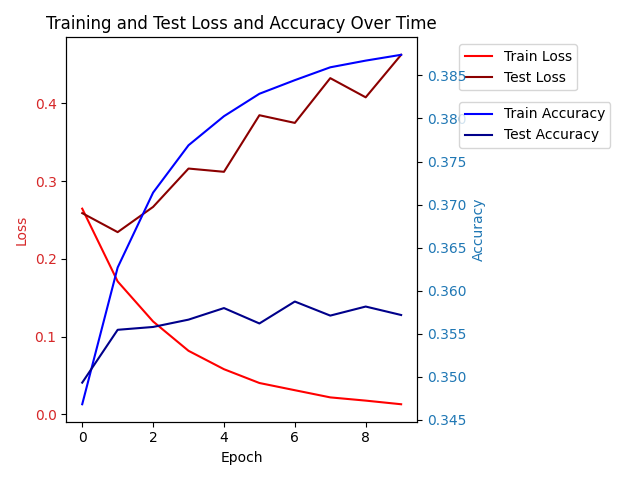 Training and Test Loss and Accuracy Over Time
Train Loss
Test Loss
Train Accuracy
Test Accuracy
Loss
0.4
0.3
0.2
0.1
0.0
0
2
4
6
8
Epoch
0.385
0.380
0.375
0.370
0.365
0.360
0.355
0.350
0.345
Accuracy